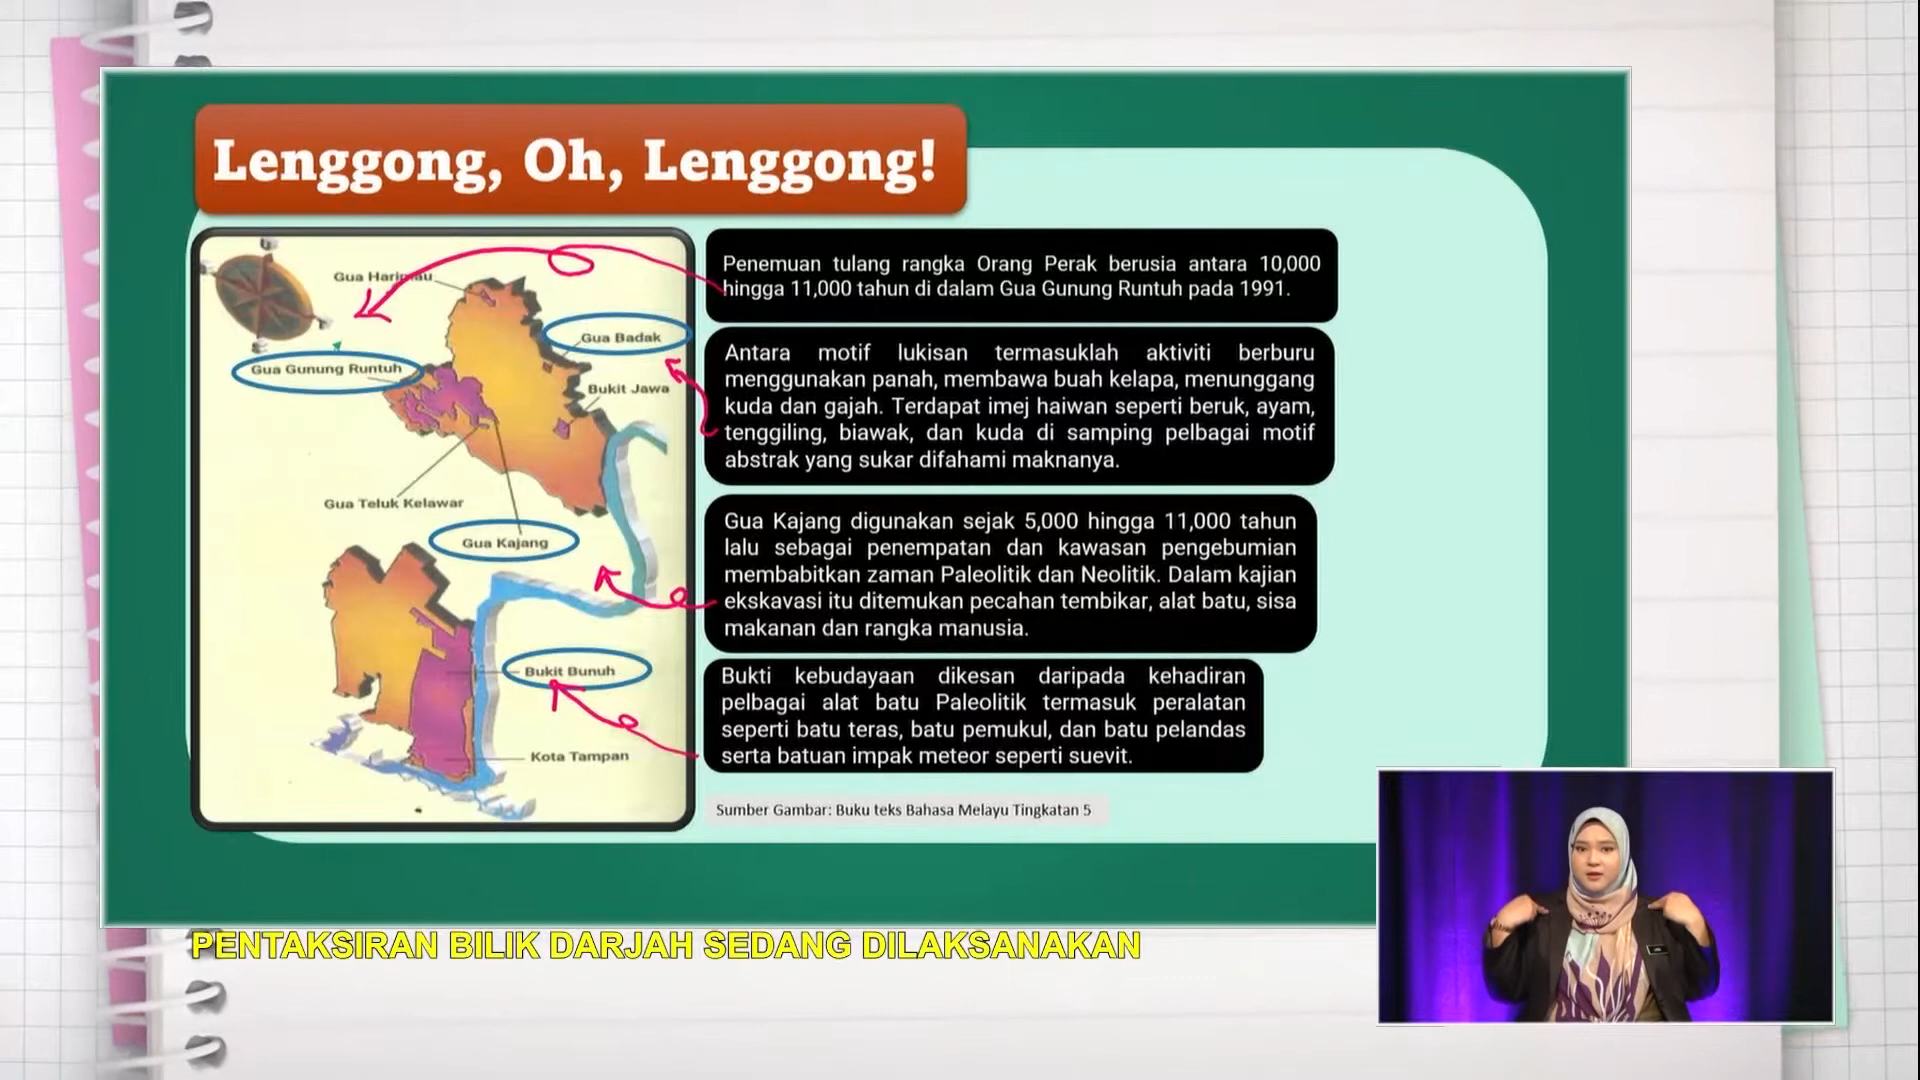 Lenggong, Oh, Lenggong!
Gua Harimau
Gua Badak
Gua Gunung Runtuh
Bukit Jawa
Gua Teluk Kelawar
Gua Kajang
Bukit Bunuh
Kota Tampan
Penemuan tulang rangka Orang Perak berusia antara 10,000
hingga 11,000 tahun di dalam Gua Gunung Runtuh pada 1991.
Antara motif lukisan termasuklah aktiviti berburu
menggunakan panah, membawa buah kelapa, menunggang
kuda dan gajah. Terdapat imej haiwan seperti beruk, ayam,
tenggiling, biawak, dan kuda di samping pelbagai motif
abstrak yang sukar difahami maknanya.
Gua Kajang digunakan sejak 5,000 hingga 11,000 tahun
lalu sebagai penempatan dan kawasan pengebumian
membabitkan zaman Paleolitik dan Neolitik. Dalam kajian
ekskavasi itu ditemukan pecahan tembikar, alat batu, sisa
makanan dan rangka manusia.
Bukti kebudayaan dikesan daripada kehadiran
pelbagai alat batu Paleolitik termasuk peralatan
seperti batu teras, batu pemukul, dan batu pelandas
serta batuan impak meteor seperti suevit.
Sumber Gambar: Buku teks Bahasa Melayu Tingkatan 5
PENTAKSIRAN BILIK DARJAH SEDANG DILAKSANAKAN